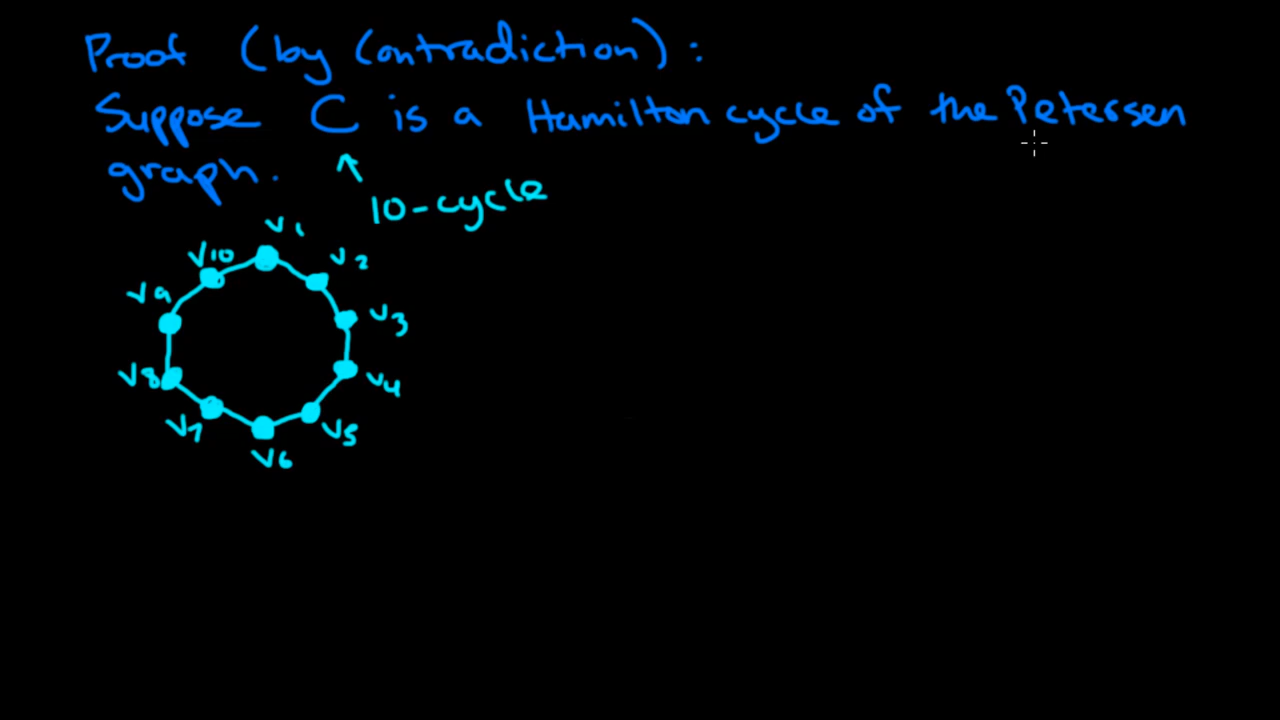 Proof (by Contradiction):
Suppose C is a Hamilton cycle of the Petersen
graph.
10-cycle
v1
v10
v2
v9
v3
v8
v4
v7
v5
v6